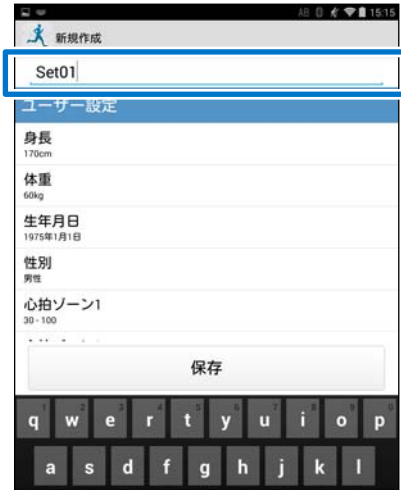 AB 15:15
新規作成
Set01
ユーザー設定
身長
170cm
体重
60kg
生年月日
1975年1月1日
性別
男性
心拍ゾーン1
30 - 100
保存
q w e r t y u i o p
a s d f g h j k l